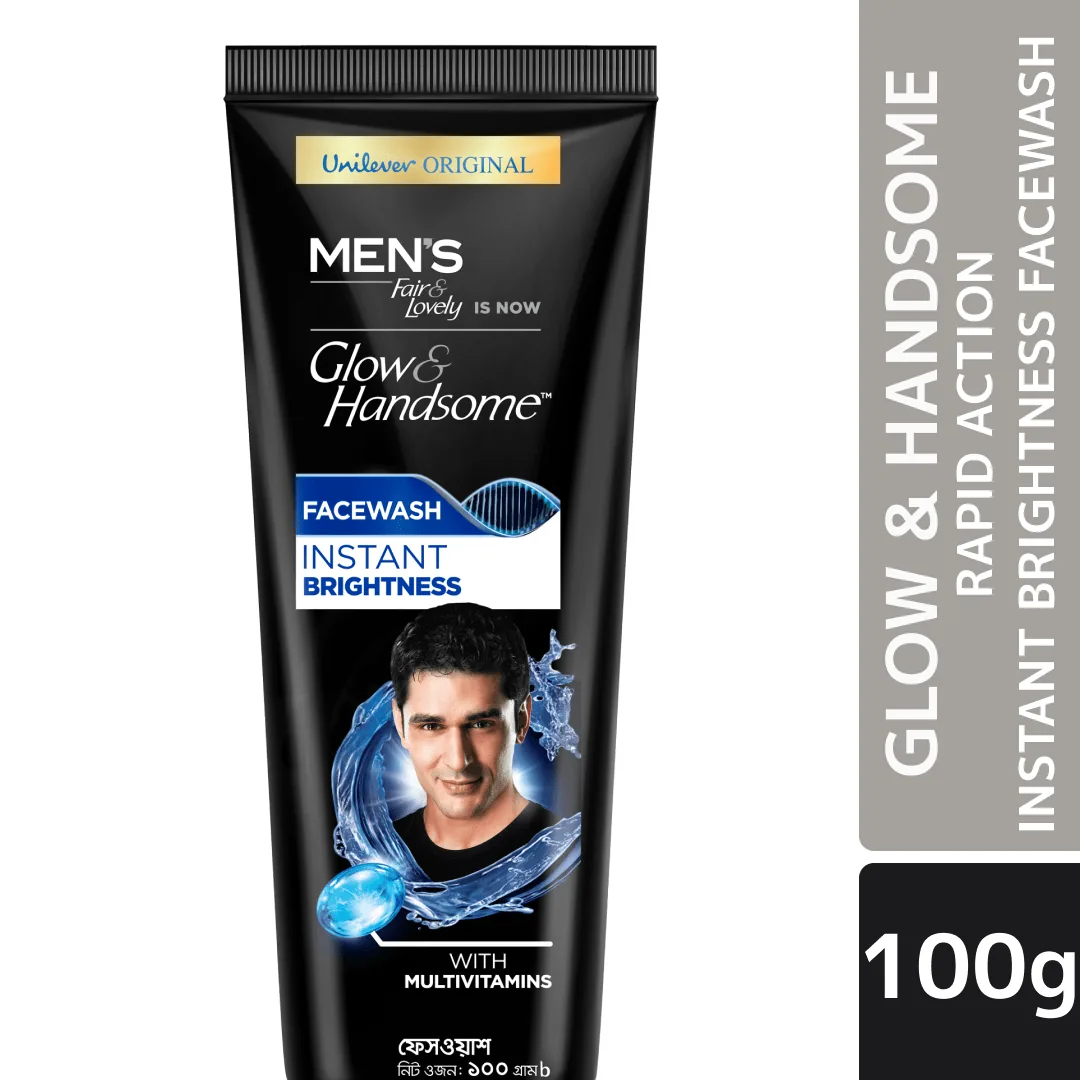 Unilever ORIGINAL
MEN'S
Fair &
Lovely IS NOW
Glow &
Handsome™
FACEWASH
INSTANT
BRIGHTNESS
WITH
MULTIVITAMINS
ফেসওয়াশ
নিট ওজন: ১০০ গ্রামb
GLOW & HANDSOME
RAPID ACTION
INSTANT BRIGHTNESS FACEWASH
100g